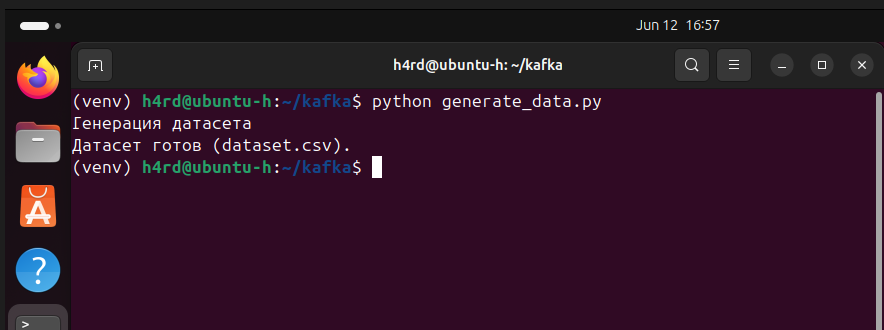 Jun 12 16:57
h4rd@ubuntu-h: ~/kafka
(venv) h4rd@ubuntu-h:~/kafka$ python generate_data.py
Генерация датасета
Датасет готов (dataset.csv).
(venv) h4rd@ubuntu-h:~/kafka$